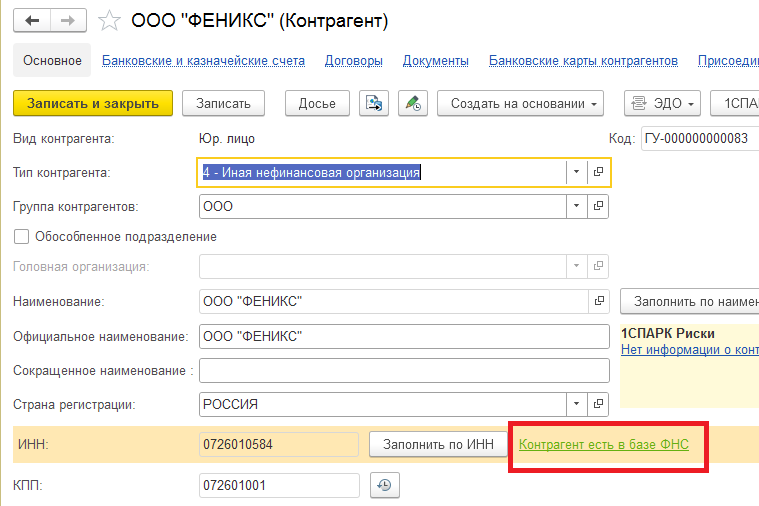 ООО "ФЕНИКС" (Контрагент)
Основное Банковские и казначейские счета Договоры Документы Банковские карты контрагентов Присоеди
Записать и закрыть Записать Досье Создать на основании ЭДО 1СПАР
Вид контрагента: Юр. лицо Код: ГУ-000000000083
Тип контрагента: 4 - Иная нефинансовая организация
Группа контрагентов: ООО
Обособленное подразделение
Головная организация:
Наименование: ООО "ФЕНИКС" Заполнить по наимен
Официальное наименование: ООО "ФЕНИКС" 1СПАРК Риски
Нет информации о конт
Сокращенное наименование :
Страна регистрации: РОССИЯ
ИНН: 0726010584 Заполнить по ИНН Контрагент есть в базе ФНС
КПП: 072601001